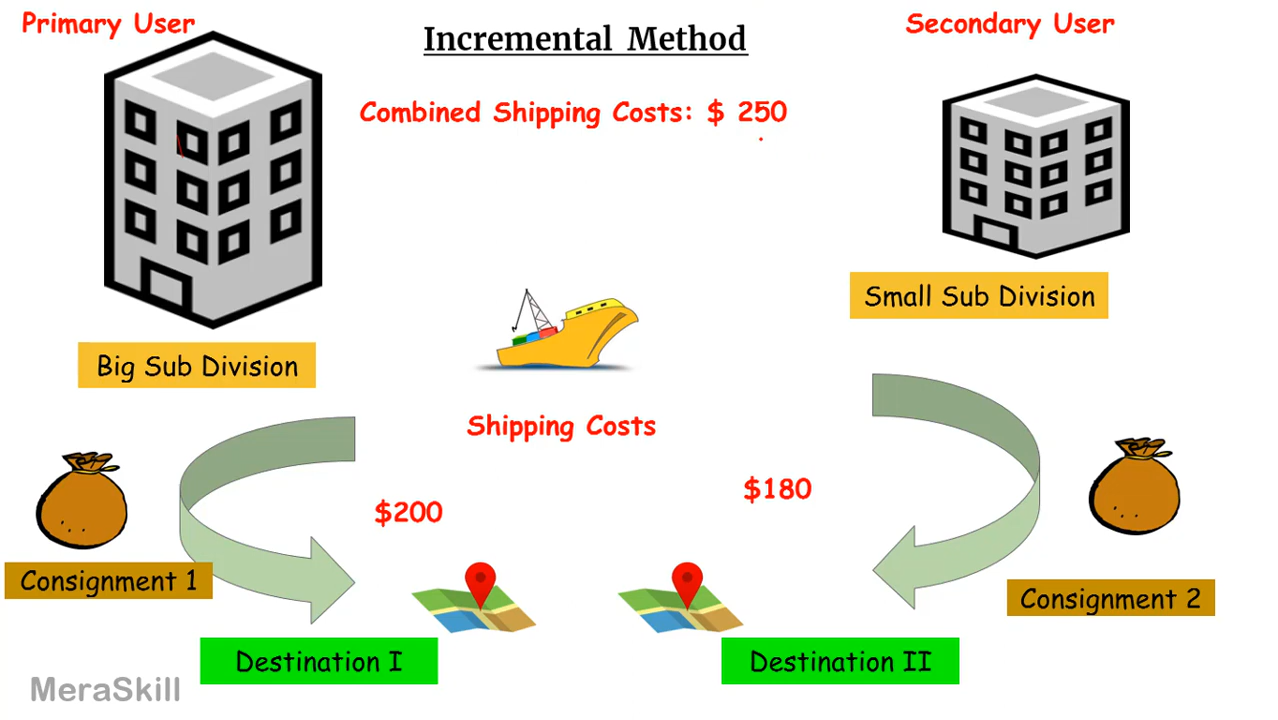 Primary User
Incremental Method
Secondary User
Combined Shipping Costs: $ 250
Small Sub Division
Big Sub Division
Shipping Costs
$200
$180
Consignment 1
Consignment 2
Destination I
Destination II
MeraSkill